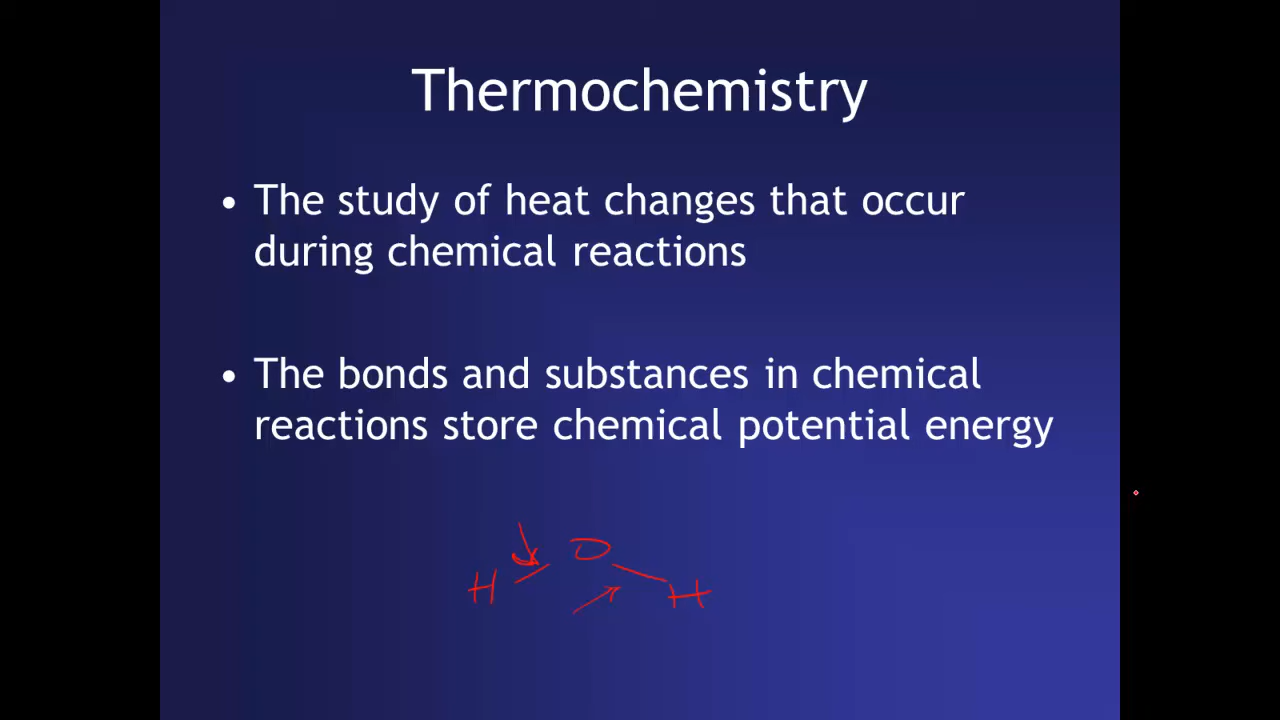 Thermochemistry
• The study of heat changes that occur
during chemical reactions
• The bonds and substances in chemical
reactions store chemical potential energy
O
H H